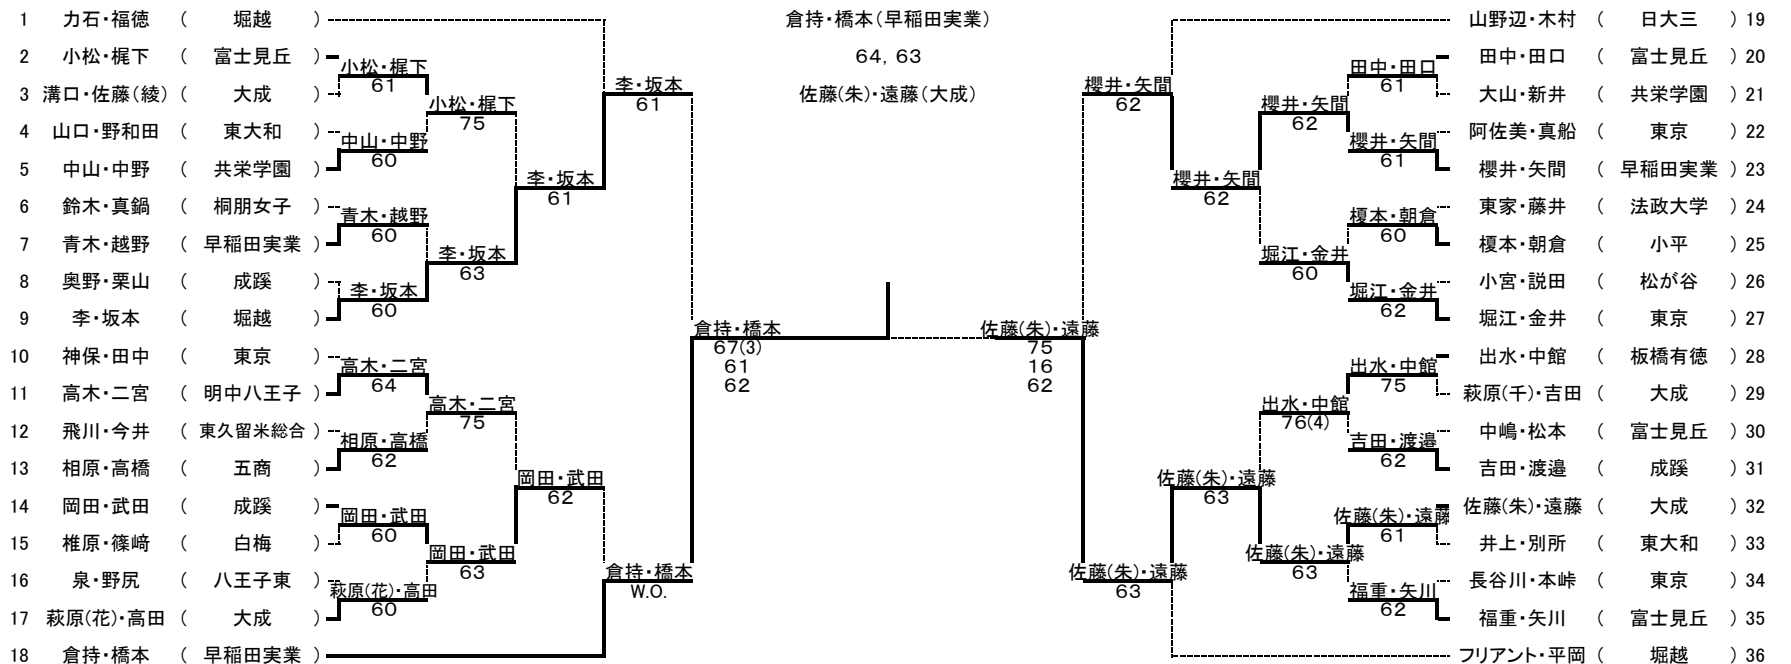 1 力石・福徳 ( 堀越 )
2 小松・梶下 ( 富士見丘 )
3 溝口・佐藤(綾) ( 大成 )
4 山口・野和田 ( 東大和 )
5 中山・中野 ( 共栄学園 )
6 鈴木・真鍋 ( 桐朋女子 )
7 青木・越野 ( 早稲田実業 )
8 奥野・栗山 ( 成蹊 )
9 李・坂本 ( 堀越 )
10 神保・田中 ( 東京 )
11 高木・二宮 ( 明中八王子 )
12 飛川・今井 ( 東久留米総合 )
13 相原・高橋 ( 五商 )
14 岡田・武田 ( 成蹊 )
15 椎原・篠﨑 ( 白梅 )
16 泉・野尻 ( 八王子東 )
17 萩原(花)・高田 ( 大成 )
18 倉持・橋本 ( 早稲田実業 )
小松・梶下
61
中山・中野
60
青木・越野
60
李・坂本
60
高木・二宮
64
相原・高橋
62
岡田・武田
60
萩原(花)・高田
60
小松・梶下
75
李・坂本
63
高木・二宮
75
岡田・武田
63
李・坂本
61
岡田・武田
62
李・坂本
61
倉持・橋本
W.O.
倉持・橋本
67(3)
61
62
倉持・橋本(早稲田実業)
64, 63
佐藤(朱)・遠藤(大成)
佐藤(朱)・遠藤
75
16
62
櫻井・矢間
62
佐藤(朱)・遠藤
63
櫻井・矢間
62
佐藤(朱)・遠藤
63
櫻井・矢間
62
堀江・金井
60
出水・中館
76(4)
佐藤(朱)・遠藤
63
田中・田口
61
櫻井・矢間
61
榎本・朝倉
60
堀江・金井
62
出水・中館
75
吉田・渡邉
62
佐藤(朱)・遠藤
61
福重・矢川
62
山野辺・木村 ( 日大三 ) 19
田中・田口 ( 富士見丘 ) 20
大山・新井 ( 共栄学園 ) 21
阿佐美・真船 ( 東京 ) 22
櫻井・矢間 ( 早稲田実業 ) 23
東家・藤井 ( 法政大学 ) 24
榎本・朝倉 ( 小平 ) 25
小宮・説田 ( 松が谷 ) 26
堀江・金井 ( 東京 ) 27
出水・中館 ( 板橋有徳 ) 28
萩原(千)・吉田 ( 大成 ) 29
中嶋・松本 ( 富士見丘 ) 30
吉田・渡邉 ( 成蹊 ) 31
佐藤(朱)・遠藤 ( 大成 ) 32
井上・別所 ( 東大和 ) 33
長谷川・本峠 ( 東京 ) 34
福重・矢川 ( 富士見丘 ) 35
フリアント・平岡 ( 堀越 ) 36